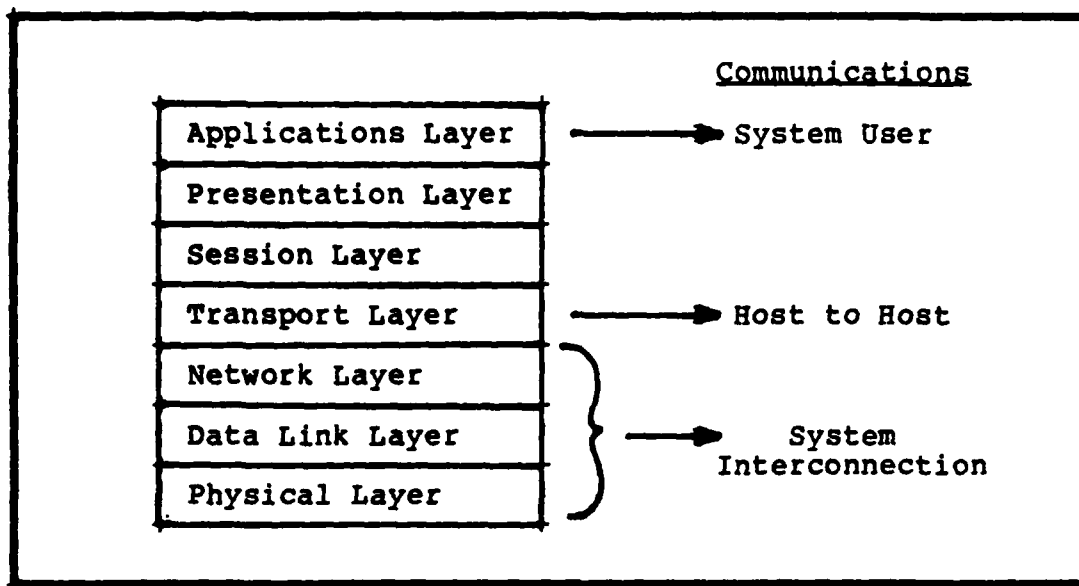 Communications
Applications Layer
System User
Presentation Layer
Session Layer
Transport Layer
Host to Host
Network Layer
Data Link Layer
System
Interconnection
Physical Layer